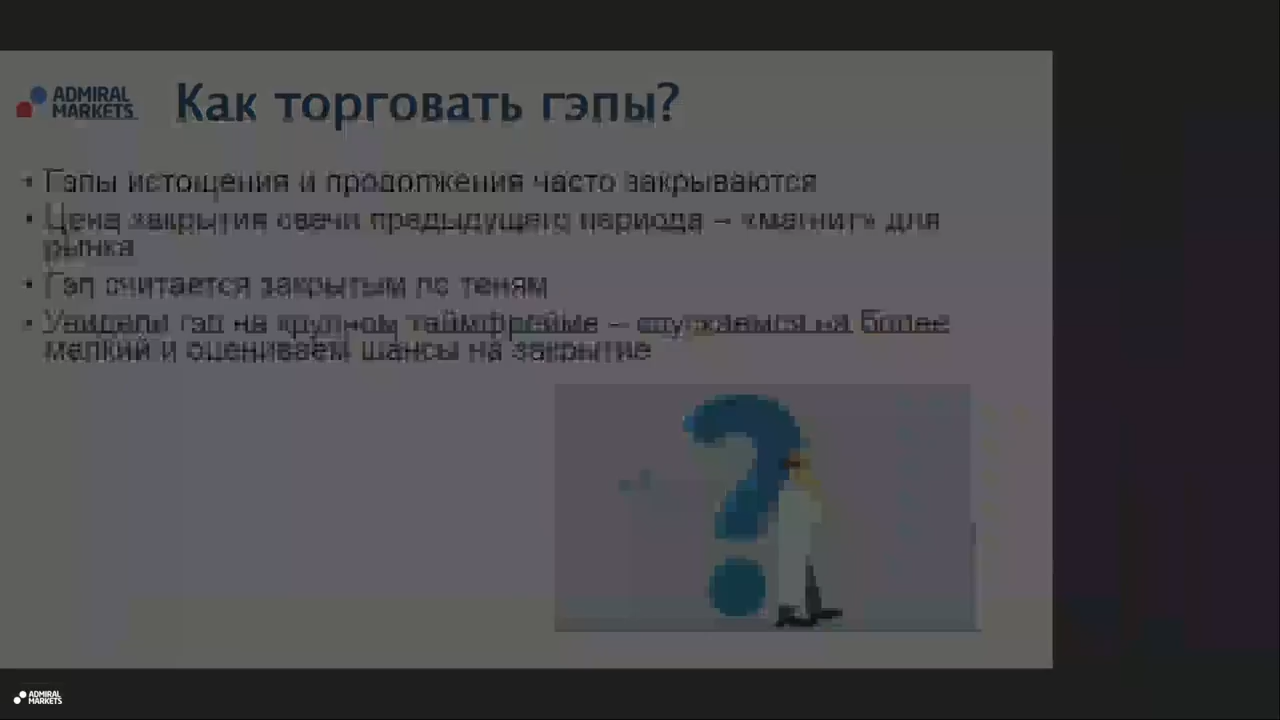 ADMIRAL
MARKETS
Как торговать гэпы?
• Гэпы истощения и продолжения часто закрываются
• Цена закрытия свечи предыдущего периода – «магнит» для
рынка
• Гэп считается закрытым по теням
• Увидели гэп на крупном таймфрейме – спускаемся на более
мелкий и оцениваем шансы на закрытие
ADMIRAL
MARKETS